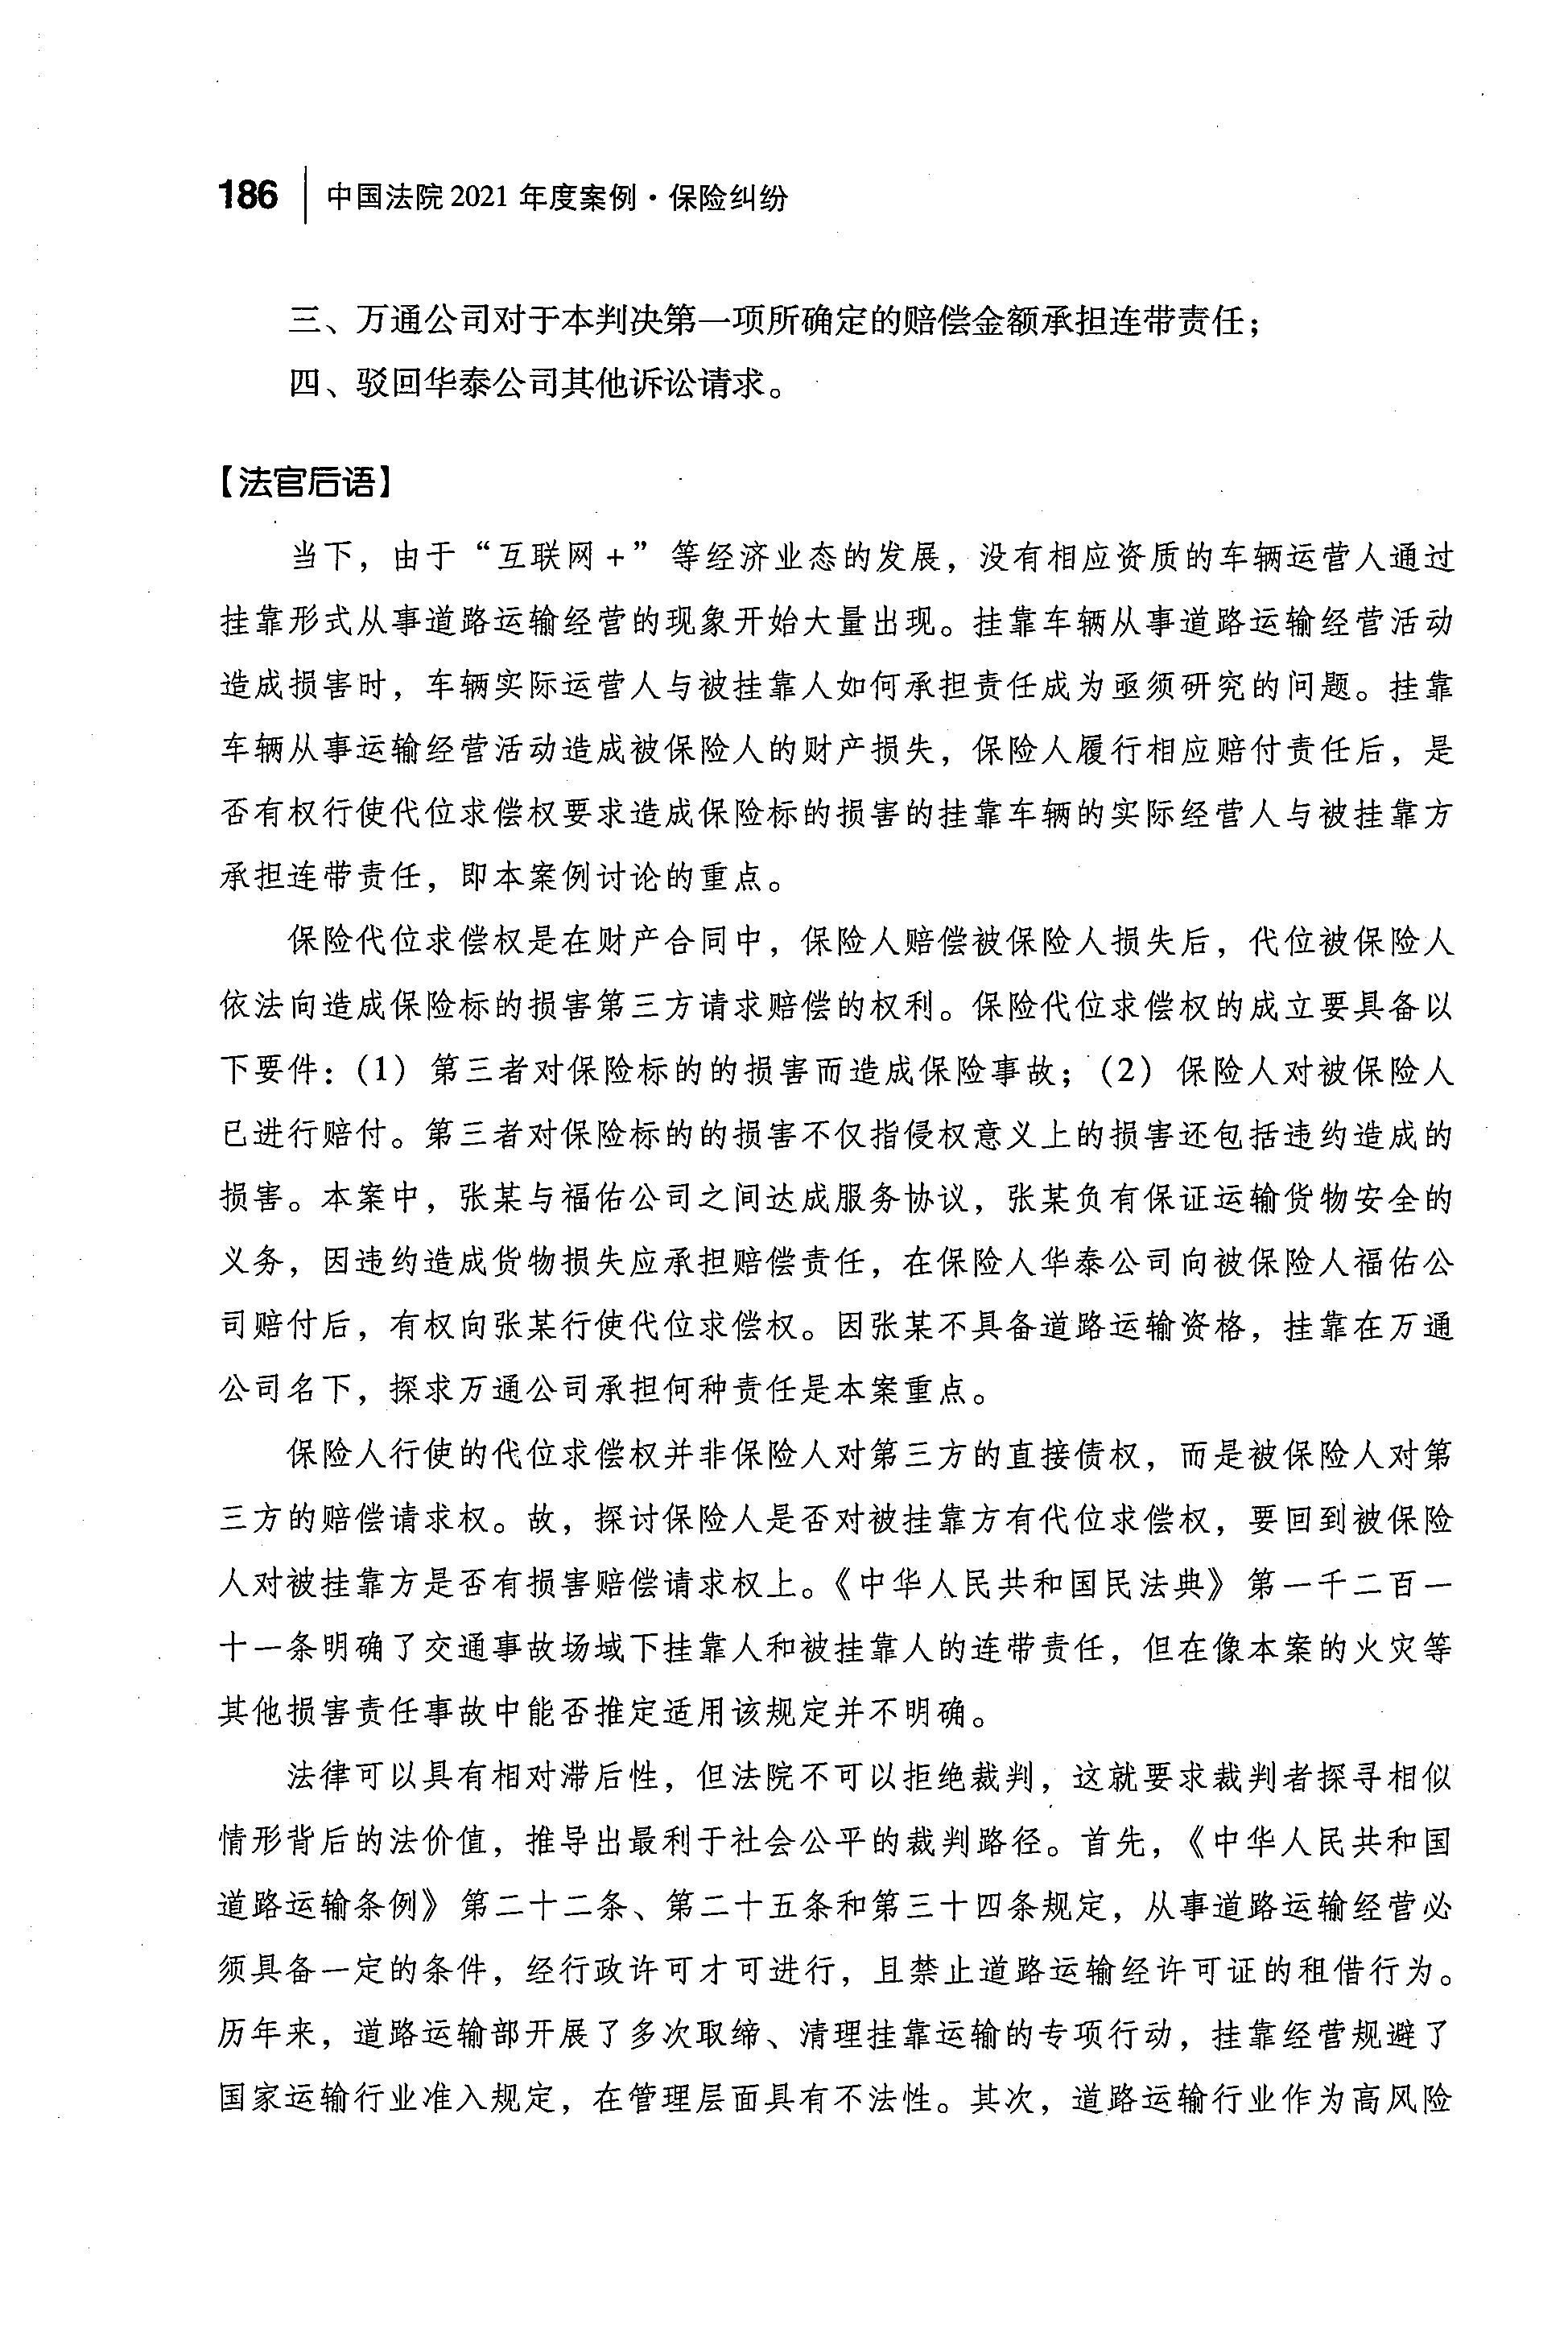 186 中国法院 2021 年度案例·保险纠纷
三、万通公司对于本判决第一项所确定的赔偿金额承担连带责任；
四、驳回华泰公司其他诉讼请求。
【法官后语】
当下，由于“互联网+”等经济业态的发展，没有相应资质的车辆运营人通过
挂靠形式从事道路运输经营的现象开始大量出现。挂靠车辆从事道路运输经营活动
造成损害时，车辆实际运营人与被挂靠人如何承担责任成为亟须研究的问题。挂靠
车辆从事运输经营活动造成被保险人的财产损失，保险人履行相应赔付责任后，是
否有权行使代位求偿权要求造成保险标的损害的挂靠车辆的实际经营人与被挂靠方
承担连带责任，即本案例讨论的重点。
保险代位求偿权是在财产合同中，保险人赔偿被保险人损失后，代位被保险人
依法向造成保险标的损害第三方请求赔偿的权利。保险代位求偿权的成立要具备以
下要件：（1）第三者对保险标的的损害而造成保险事故；（2）保险人对被保险人
已进行赔付。第三者对保险标的的损害不仅指侵权意义上的损害还包括违约造成的
损害。本案中，张某与福佑公司之间达成服务协议，张某负有保证运输货物安全的
义务，因违约造成货物损失应承担赔偿责任，在保险人华泰公司向被保险人福佑公
司赔付后，有权向张某行使代位求偿权。因张某不具备道路运输资格，挂靠在万通
公司名下，探求万通公司承担何种责任是本案重点。
保险人行使的代位求偿权并非保险人对第三方的直接债权，而是被保险人对第
三方的赔偿请求权。故，探讨保险人是否对被挂靠方有代位求偿权，要回到被保险
人对被挂靠方是否有损害赔偿请求权上。《中华人民共和国民法典》第一千二百一
十一条明确了交通事故场域下挂靠人和被挂靠人的连带责任，但在像本案的火灾等
其他损害责任事故中能否推定适用该规定并不明确。
法律可以具有相对滞后性，但法院不可以拒绝裁判，这就要求裁判者探寻相似
情形背后的法价值，推导出最利于社会公平的裁判路径。首先，《中华人民共和国
道路运输条例》第二十二条、第二十五条和第三十四条规定，从事道路运输经营必
须具备一定的条件，经行政许可才可进行，且禁止道路运输经许可证的租借行为。
历年来，道路运输部开展了多次取缔、清理挂靠运输的专项行动，挂靠经营规避了
国家运输行业准入规定，在管理层面具有不法性。其次，道路运输行业作为高风险